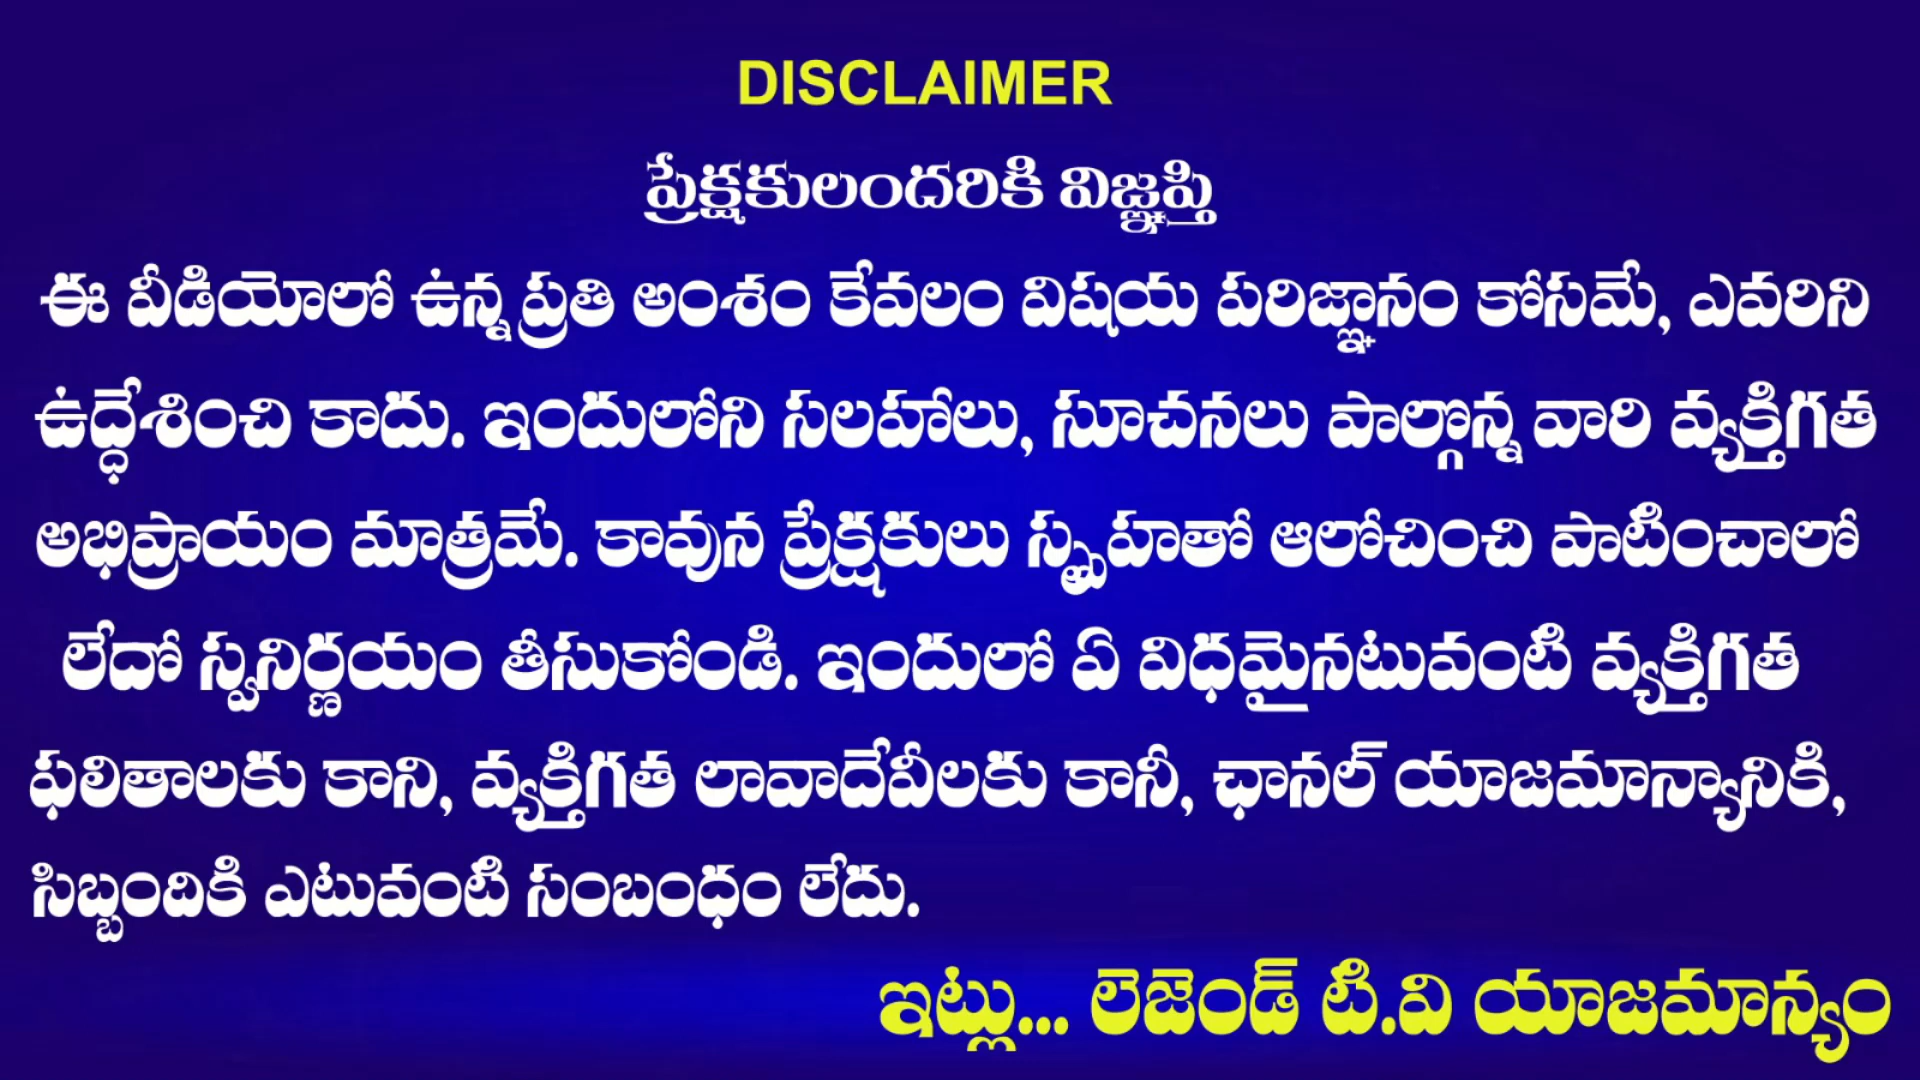 DISCLAIMER
ప్రేక్షకులందరికి విజ్ఞప్తి
ఈ వీడియోలో ఉన్న ప్రతి అంశం కేవలం విషయ పరిజ్ఞానం కోసమే, ఎవరిని
ఉద్ధేశించి కాదు. ఇందులోని సలహాలు, సూచనలు పాల్గొన్న వారి వ్యక్తిగత
అభిప్రాయం మాత్రమే. కావున ప్రేక్షకులు స్పృహతో ఆలోచించి పాటించాలో
లేదో స్వనిర్ణయం తీసుకోండి. ఇందులో ఏ విధమైనటువంటి వ్యక్తిగత
ఫలితాలకు కాని, వ్యక్తిగత లావాదేవీలకు కానీ, ఛానల్ యాజమాన్యానికి,
సిబ్బందికి ఎటువంటి సంబంధం లేదు.
ఇట్లు... లెజెండ్ టి.వి యాజమాన్యం